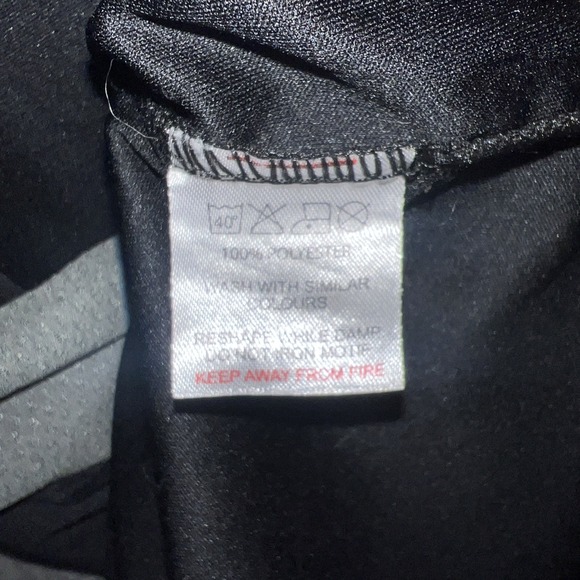 40°
100% POLYESTER
WASH WITH SIMILAR
COLOURS
RESHAPE WHILE DAMP
DO NOT IRON MOTIF
KEEP AWAY FROM FIRE